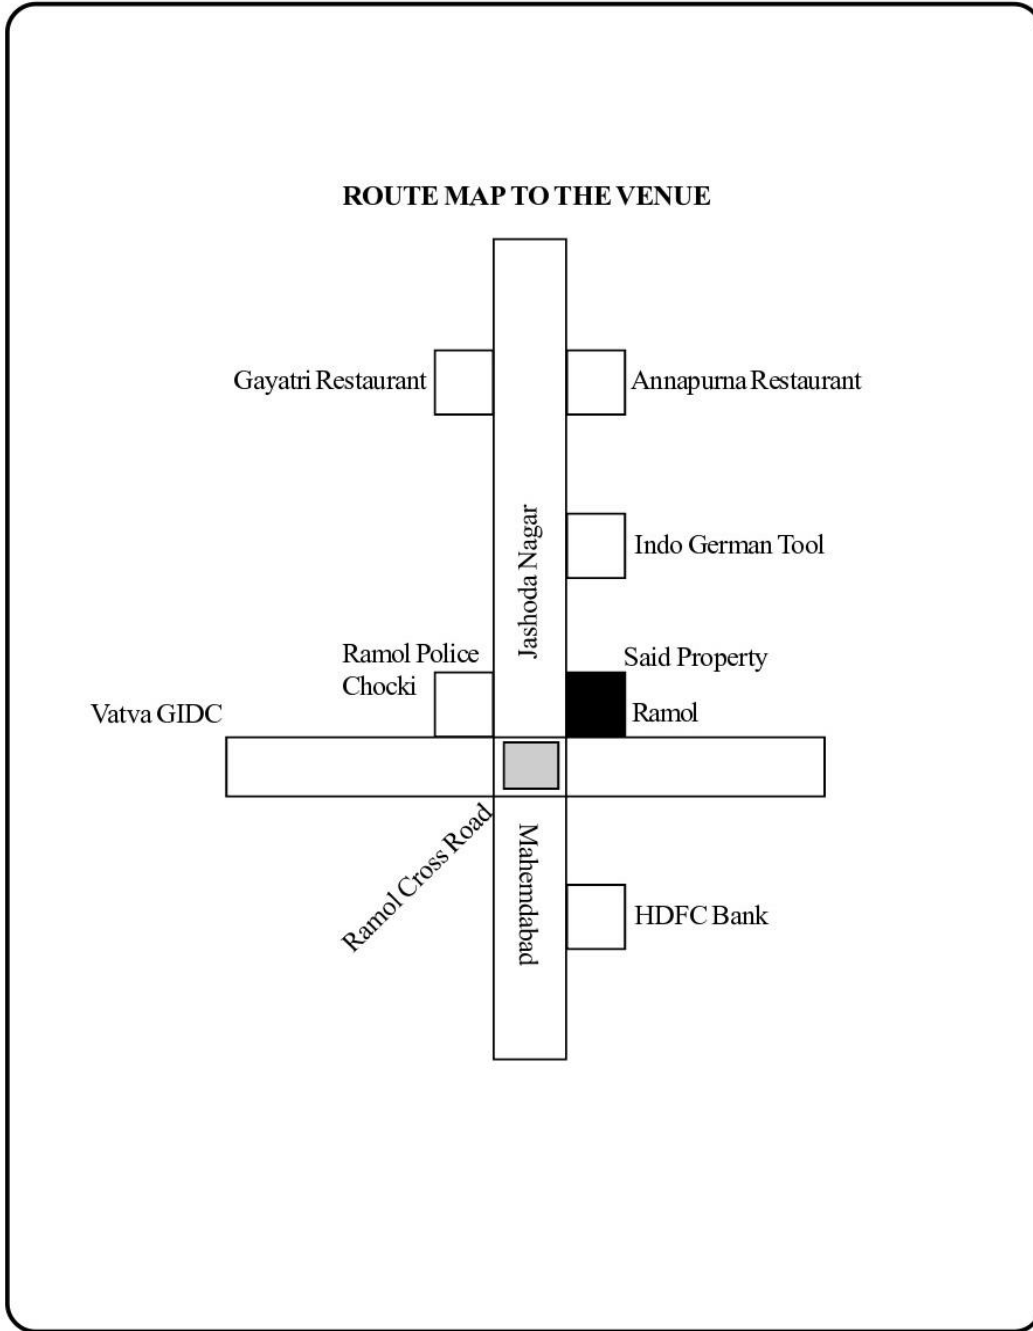 ROUTE MAP TO THE VENUE
Gayatri Restaurant
Annapurna Restaurant
Jashoda Nagar
Indo German Tool
Ramol Police
Chocki
Said Property
Vatva GIDC
Ramol
Ramol Cross Road
Mahemdabad
HDFC Bank